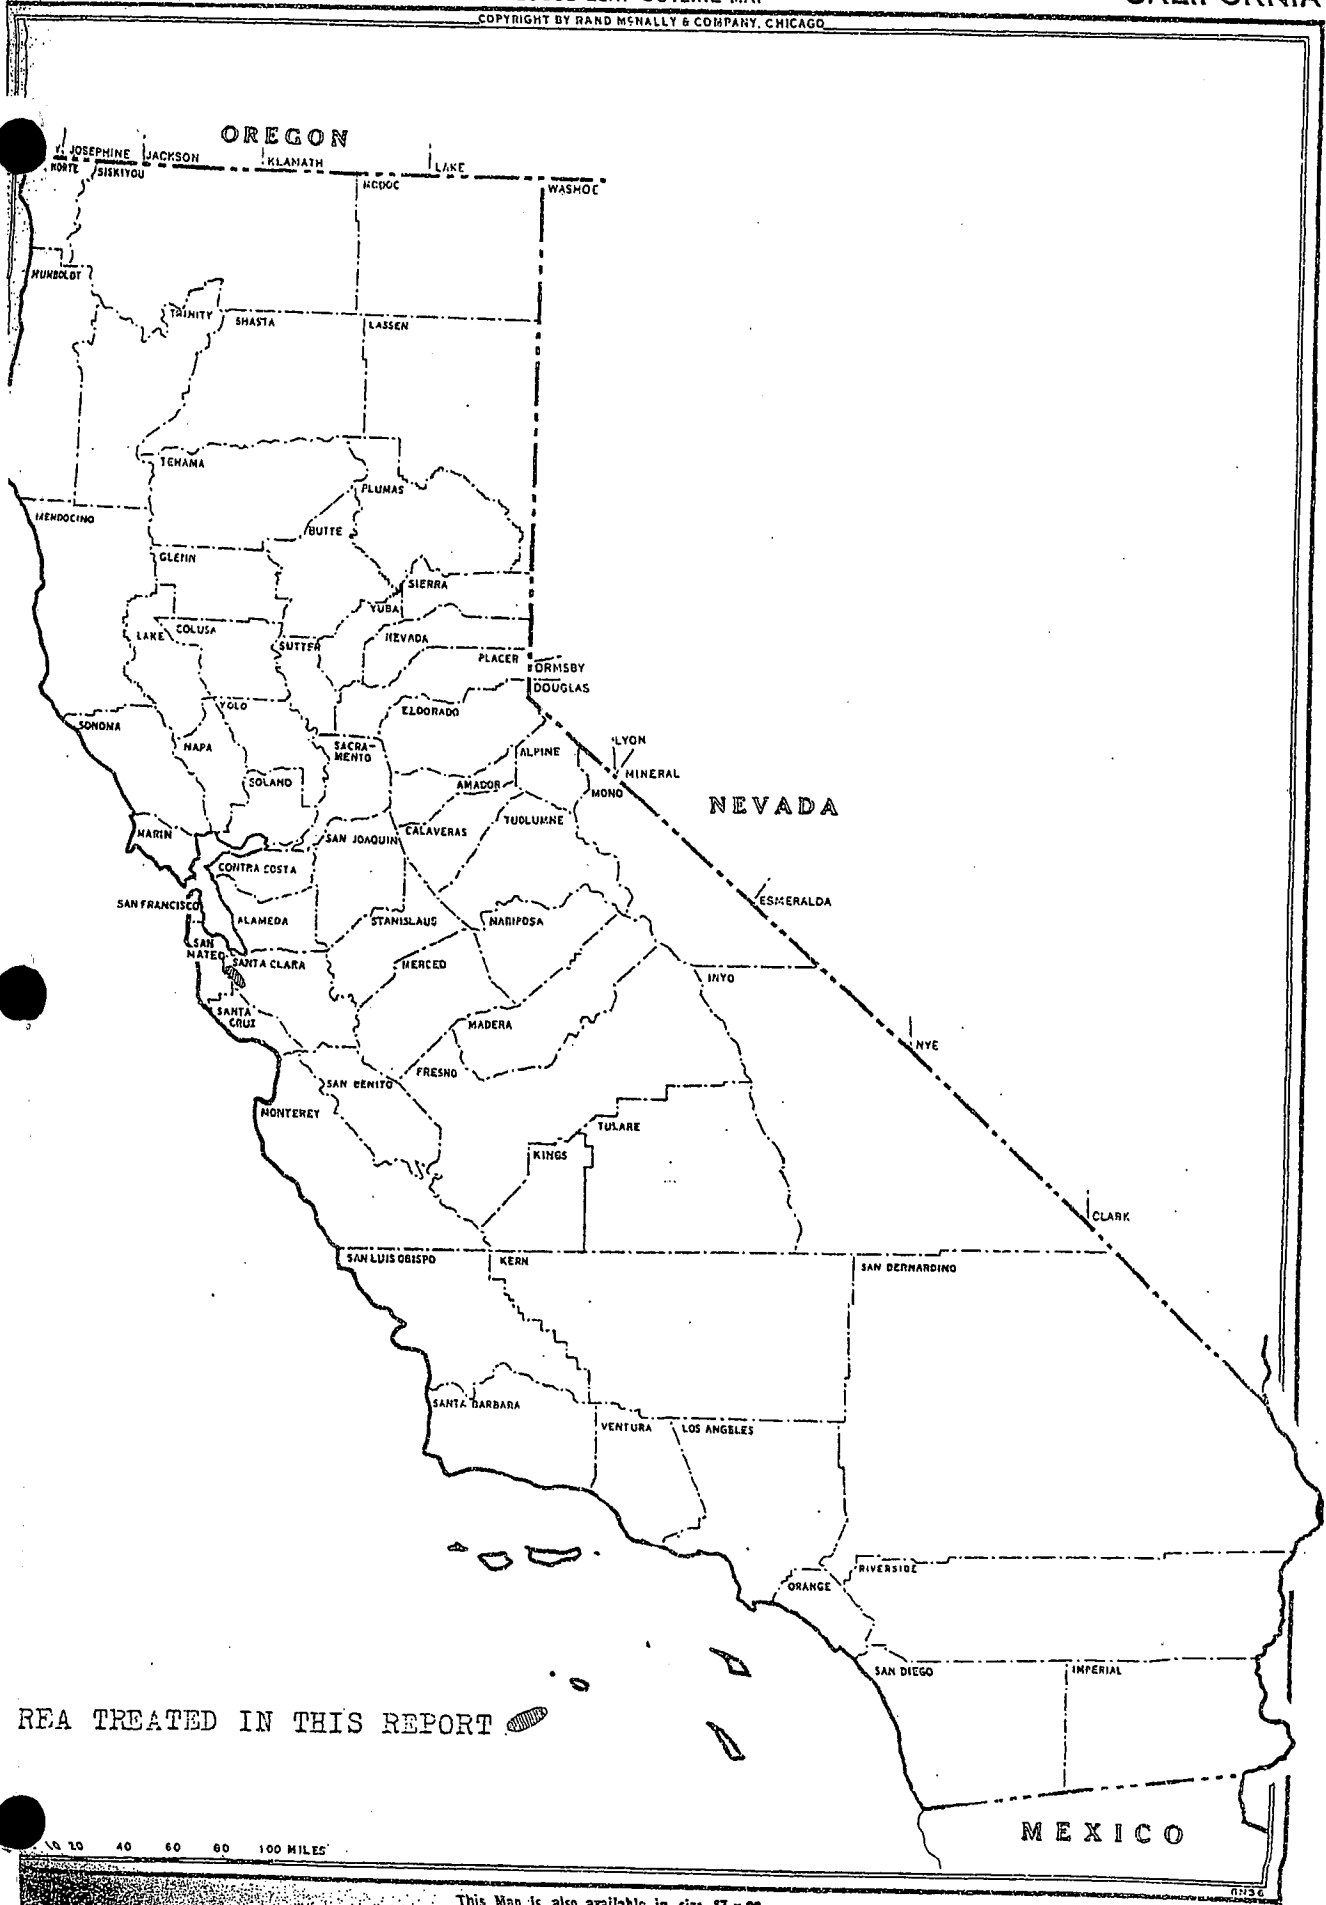 CALIFORNIA
COPYRIGHT BY RAND McNALLY & COMPANY, CHICAGO
OREGON
JOSEPHINE
JACKSON
KLAMATH
LAKE
NORTE
SISKIYOU
MODOC
WASHOE
HUMBOLDT
TRINITY
SHASTA
LASSEN
TEHAMA
PLUMAS
MENDOCINO
BUTTE
GLENN
SIERRA
YUBA
LAKE
COLUSA
NEVADA
SUTTER
PLACER
ORMSBY
DOUGLAS
YOLO
ELDORADO
SONOMA
NAPA
SACRA-
MENTO
ALPINE
LYON
MINERAL
SOLANO
AMADOR
MONO
NEVADA
MARIN
SAN JOAQUIN
CALAVERAS
TUOLUMNE
CONTRA COSTA
SAN FRANCISCO
ALAMEDA
STANISLAUS
MARIPOSA
ESMERALDA
SAN
MATEO
SANTA CLARA
MERCED
INYO
SANTA
CRUZ
MADERA
NYE
SAN BENITO
FRESNO
MONTEREY
TULARE
KINGS
CLARK
SAN LUIS OBISPO
KERN
SAN BERNARDINO
SANTA BARBARA
VENTURA
LOS ANGELES
ORANGE
RIVERSIDE
SAN DIEGO
IMPERIAL
REA TREATED IN THIS REPORT
MEXICO
10 20 40 60 80 100 MILES
This Map is also available in size